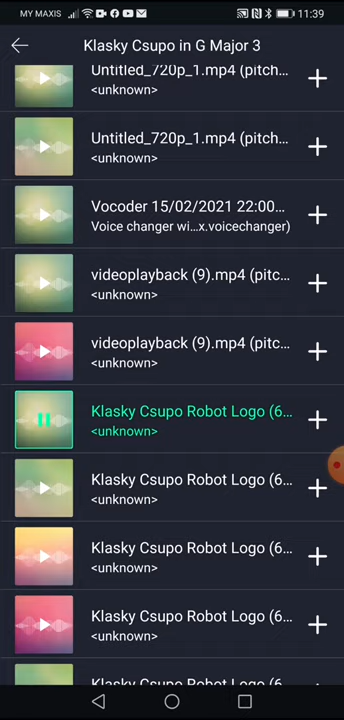 MY MAXIS
11:39
Klasky Csupo in G Major 3
Untitled_720p_1.mp4 (pitch...
<unknown>
Untitled_720p_1.mp4 (pitch...
<unknown>
Vocoder 15/02/2021 22:00...
Voice changer wi...x.voicechanger)
videoplayback (9).mp4 (pitc...
<unknown>
videoplayback (9).mp4 (pitc...
<unknown>
Klasky Csupo Robot Logo (6...
<unknown>
Klasky Csupo Robot Logo (6...
<unknown>
Klasky Csupo Robot Logo (6...
<unknown>
Klasky Csupo Robot Logo (6...
<unknown>
Klasky Csupo Robot Logo (6...